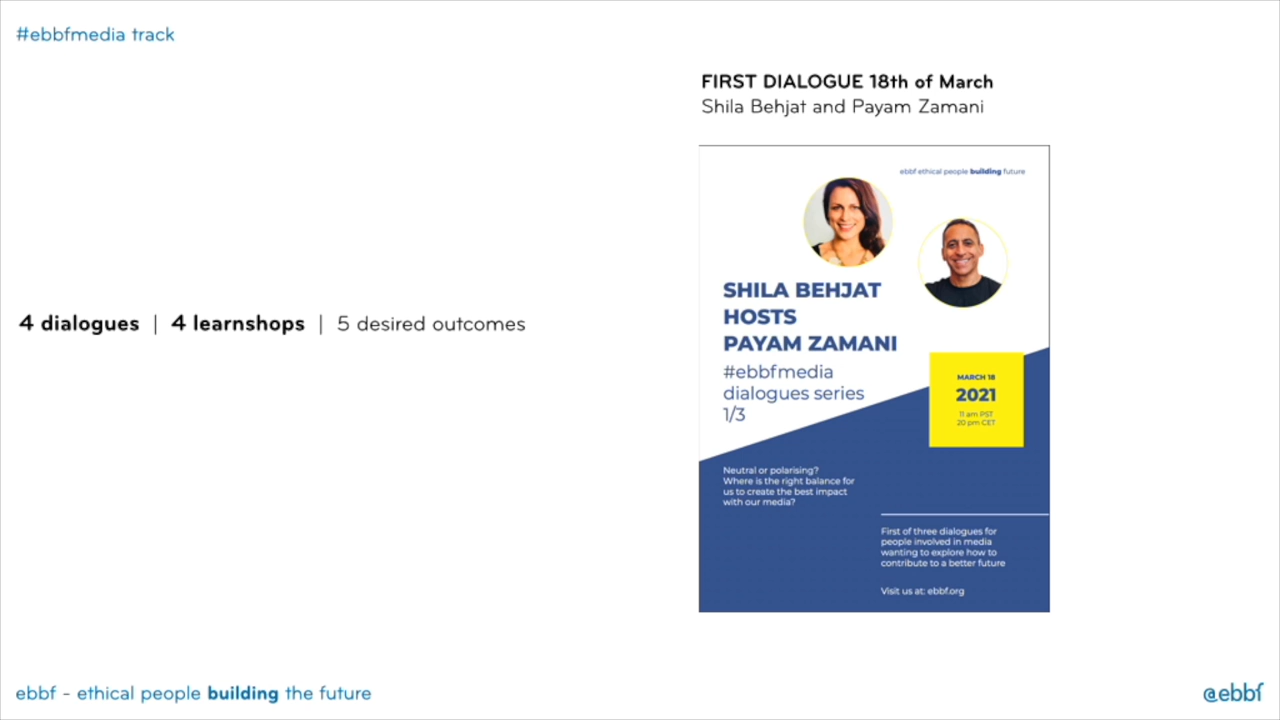 #ebbfmedia track
FIRST DIALOGUE 18th of March
Shila Behjat and Payam Zamani
4 dialogues | 4 learnshops | 5 desired outcomes
ebbf ethical people building future
SHILA BEHJAT
HOSTS
PAYAM ZAMANI
#ebbfmedia
dialogues series
1/3
MARCH 18
2021
11 am PST
20 pm CET
Neutral or polarising?
Where is the right balance for
us to create the best impact
with our media?
First of three dialogues for
people involved in media
wanting to explore how to
contribute to a better future
Visit us at: ebbf.org
ebbf - ethical people building the future
@ebbf